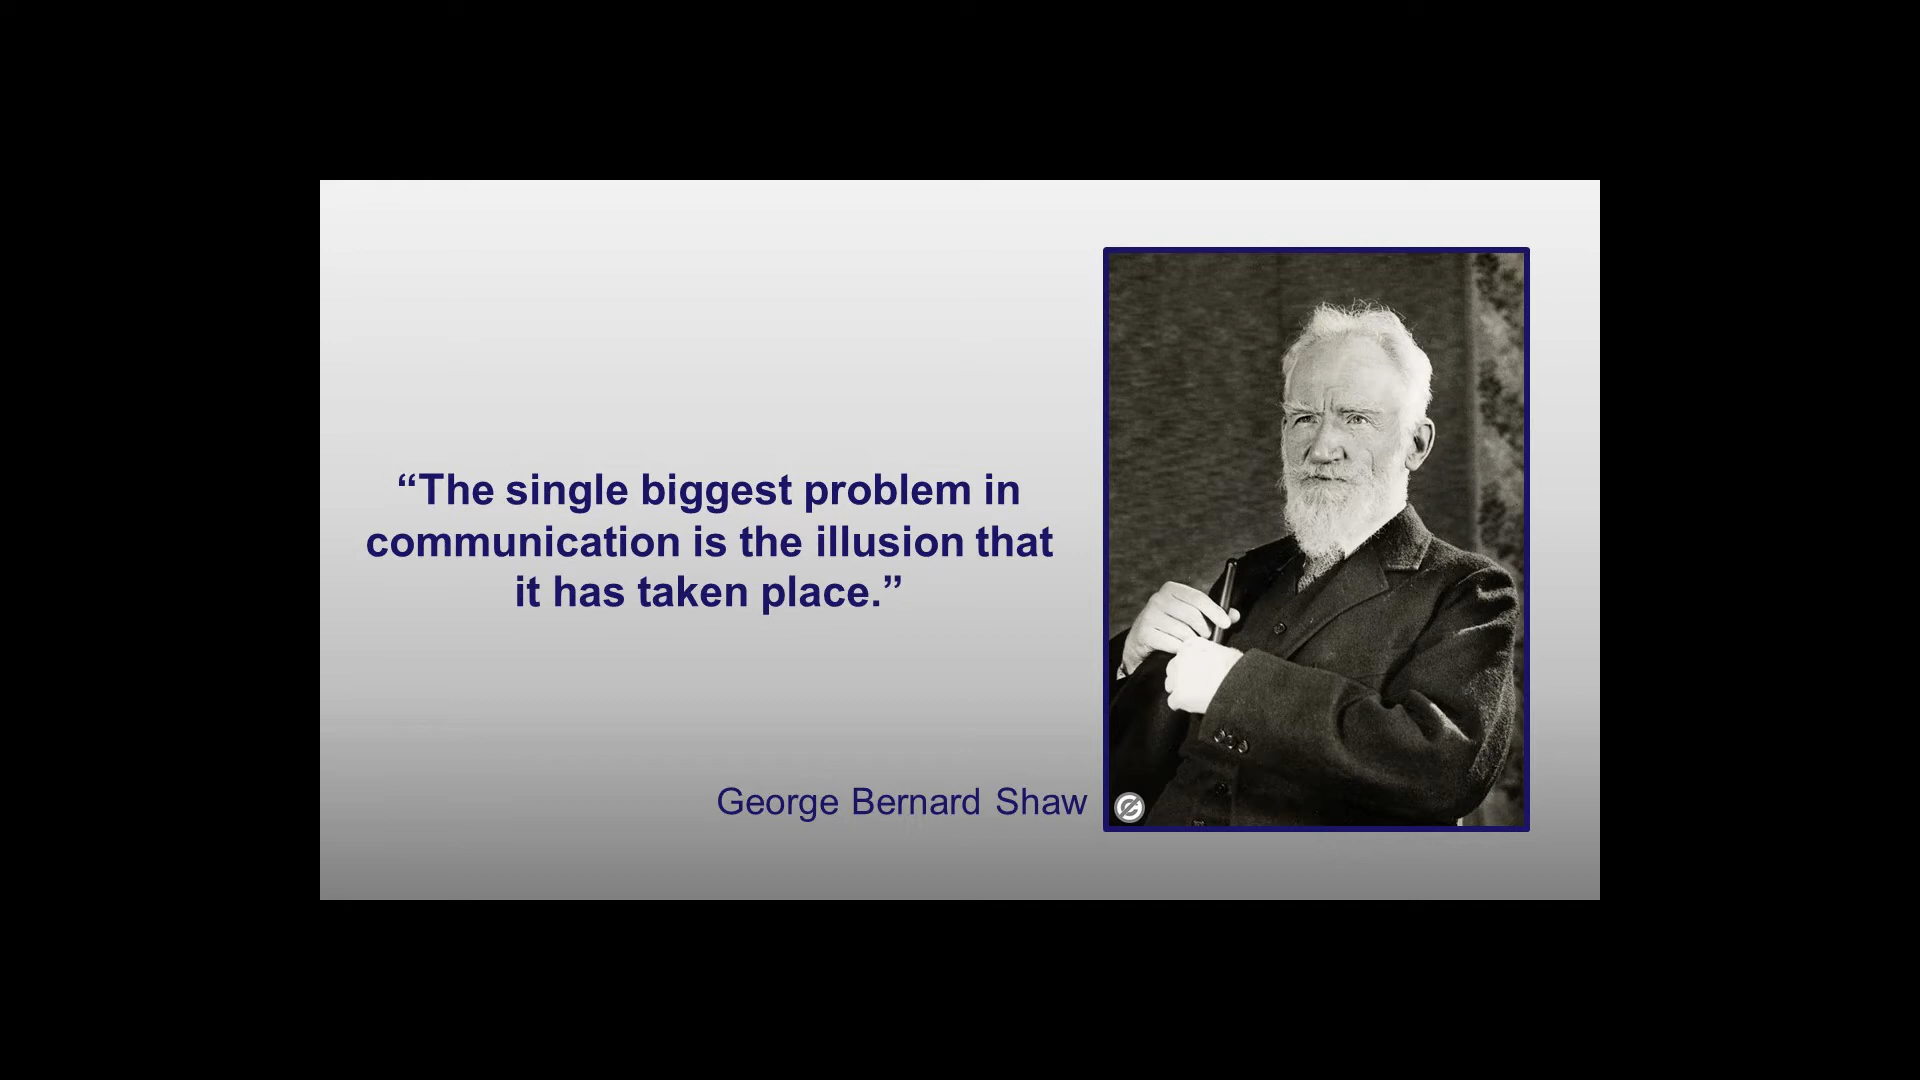 “The single biggest problem in
communication is the illusion that
it has taken place.”
George Bernard Shaw